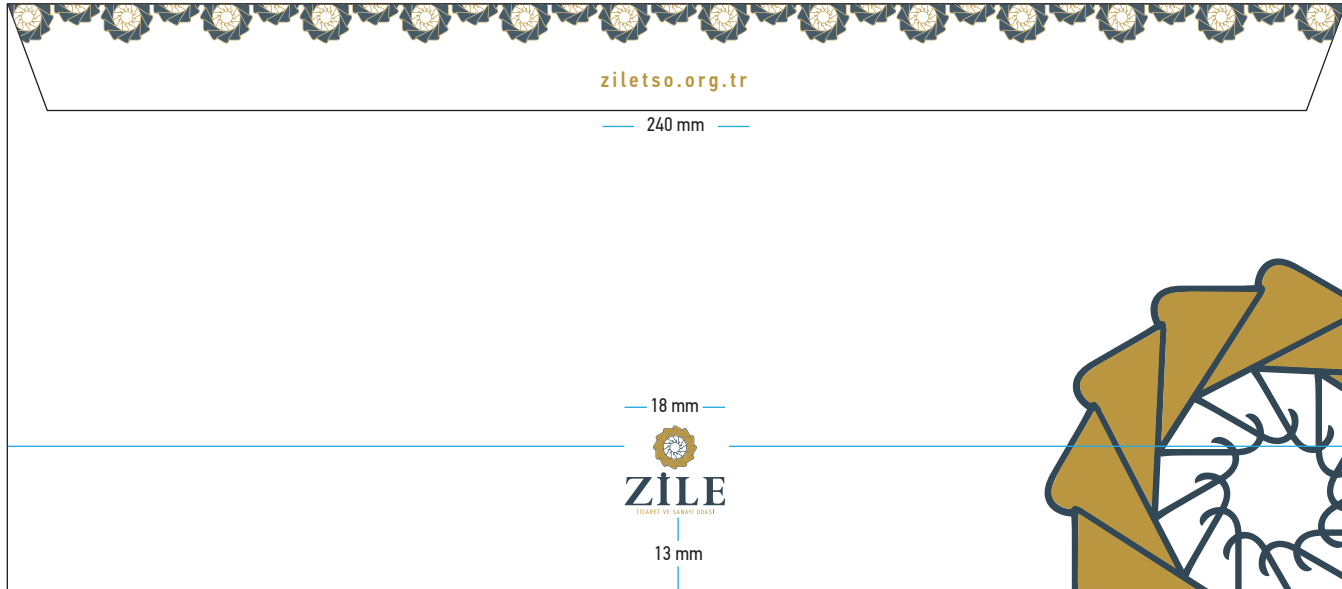 ziletso.org.tr
240 mm
18 mm
ZİLE
TİCARET VE SANAYİ ODASI
13 mm